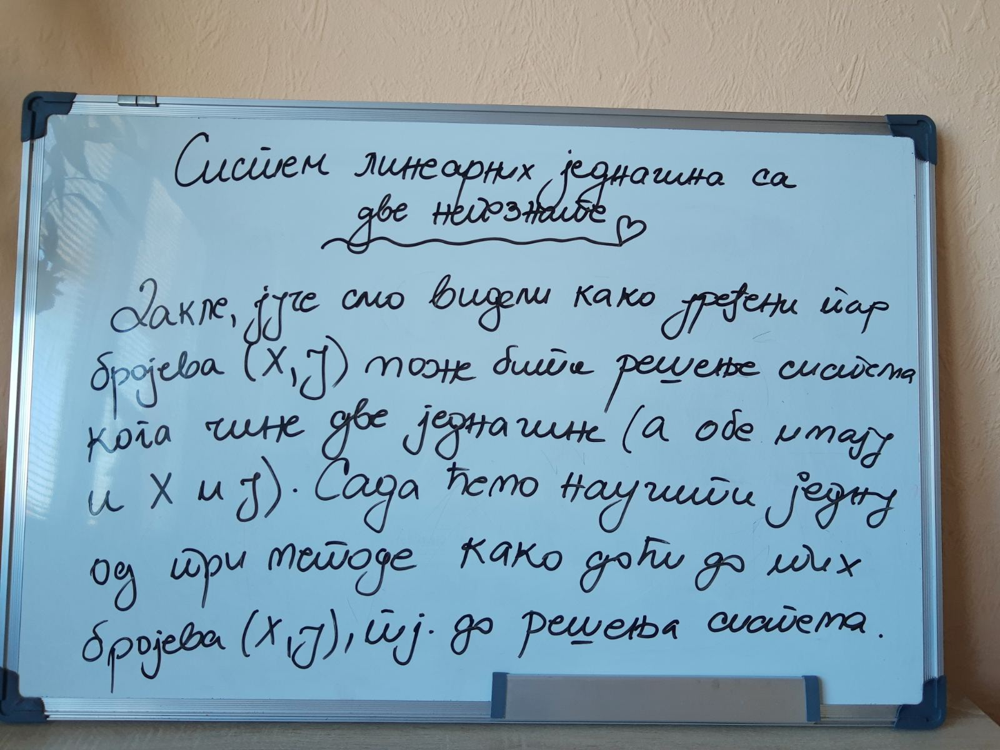 Систем линеарних једначина са
две непознате
Дакле, јуче смо видели како уређени пар
бројева (X, y) може бити решење система
кога чине две једначине (а обе имају
и X и y). Сада ћемо научити једну
од три методе како доћи до тих
бројева (X, y), тј. до решења система.